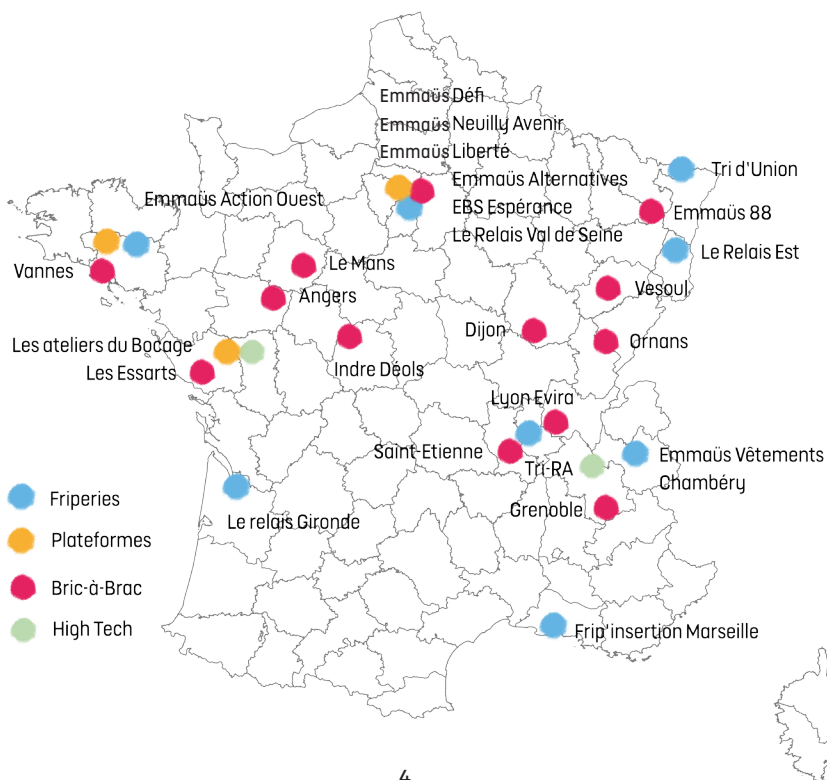 Emmaüs Défi
Emmaüs Neuilly Avenir
Emmaüs Liberté
Emmaüs Alternatives
EBS Espérance
Le Relais Val de Seine
Tri d'Union
Emmaüs 88
Le Relais Est
Emmaüs Action Ouest
Vannes
Le Mans
Angers
Vesoul
Dijon
Ornans
Les ateliers du Bocage
Les Essarts
Indre Déols
Lyon Evira
Saint-Etienne
Tri-RA
Emmaüs Vêtements
Chambéry
Grenoble
Le relais Gironde
Frip'insertion Marseille
Friperies
Plateformes
Bric-à-Brac
High Tech
4